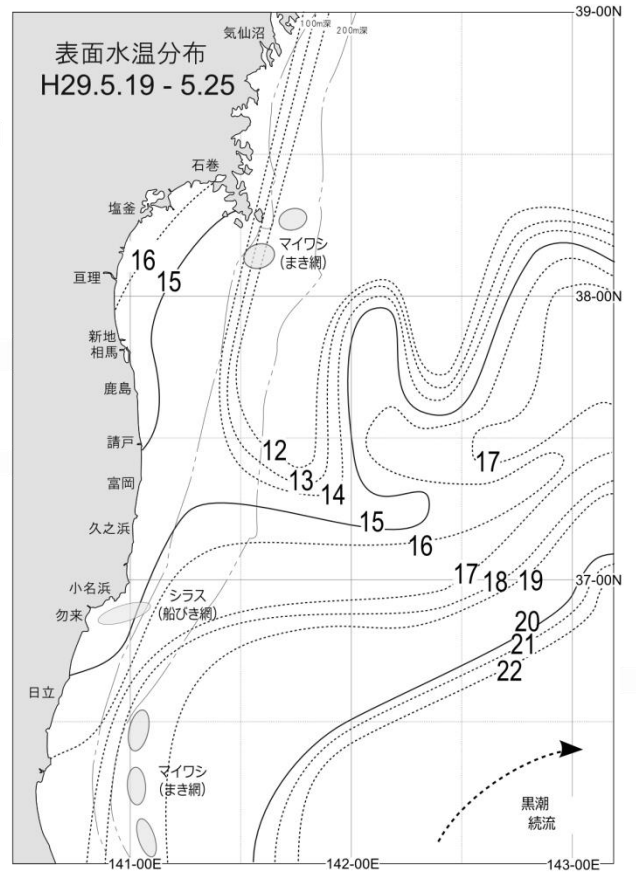 39-00N
気仙沼
100m深
200m深
表面水温分布
H29.5.19 - 5.25
石巻
塩釜
マイワシ
(まき網)
16
15
亘理
38-00N
新地
相馬
鹿島
請戸
12
17
富岡
13
14
15
久之浜
16
小名浜
シラス
(船びき網)
17
18
19
37-00N
勿来
20
21
22
日立
マイワシ
(まき網)
黒潮
続流
141-00E
142-00E
143-00E